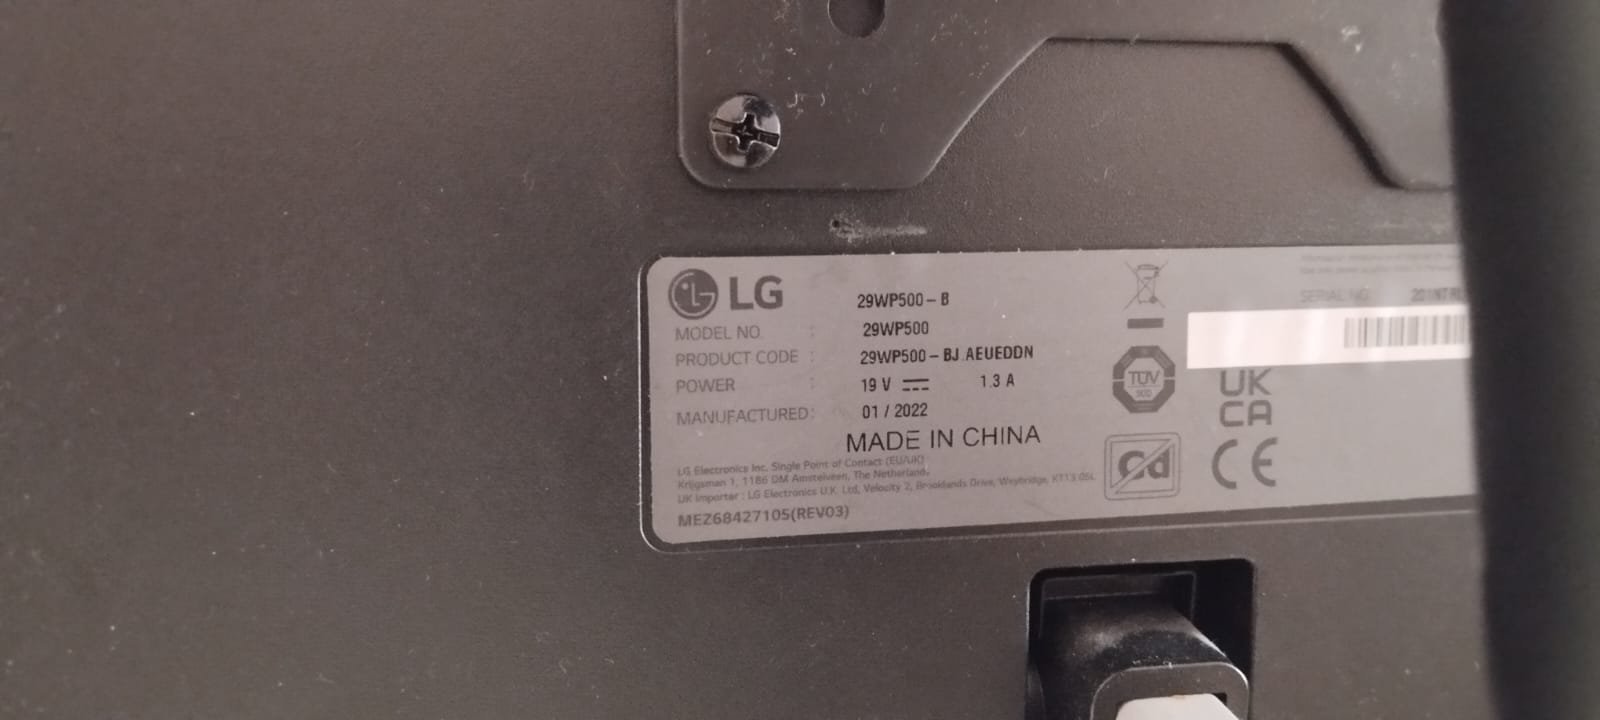 LG
29WP500-B
MODEL NO. : 29WP500
PRODUCT CODE : 29WP500-BJ.AEUEDDN
POWER : 19 V 1.3 A
MANUFACTURED : 01 / 2022
MADE IN CHINA
LG Electronics Inc. Single Point of Contact (EU/UK)
Krijgsman 1, 1186 DM Amstelveen, The Netherlands
UK Importer : LG Electronics U.K. Ltd, Velocity 2, Brooklands Drive, Weybridge, KT13 0SL
MEZ68427105(REV03)
TÜV
SÜD
Cd
SERIAL NO.
UK
CA
CE